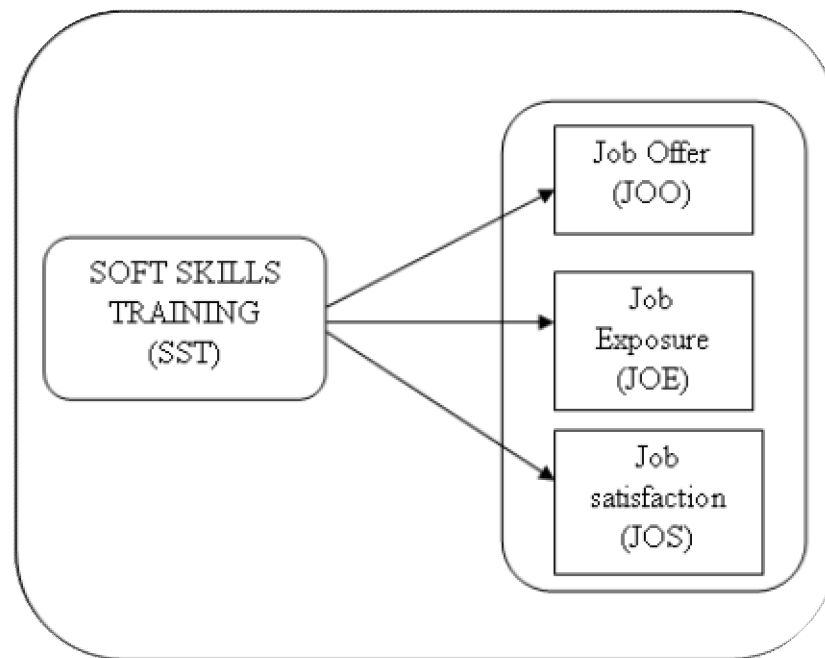 SOFT SKILLS
TRAINING
(SST)
Job Offer
(JOO)
Job
Exposure
(JOE)
Job
satisfaction
(JOS)